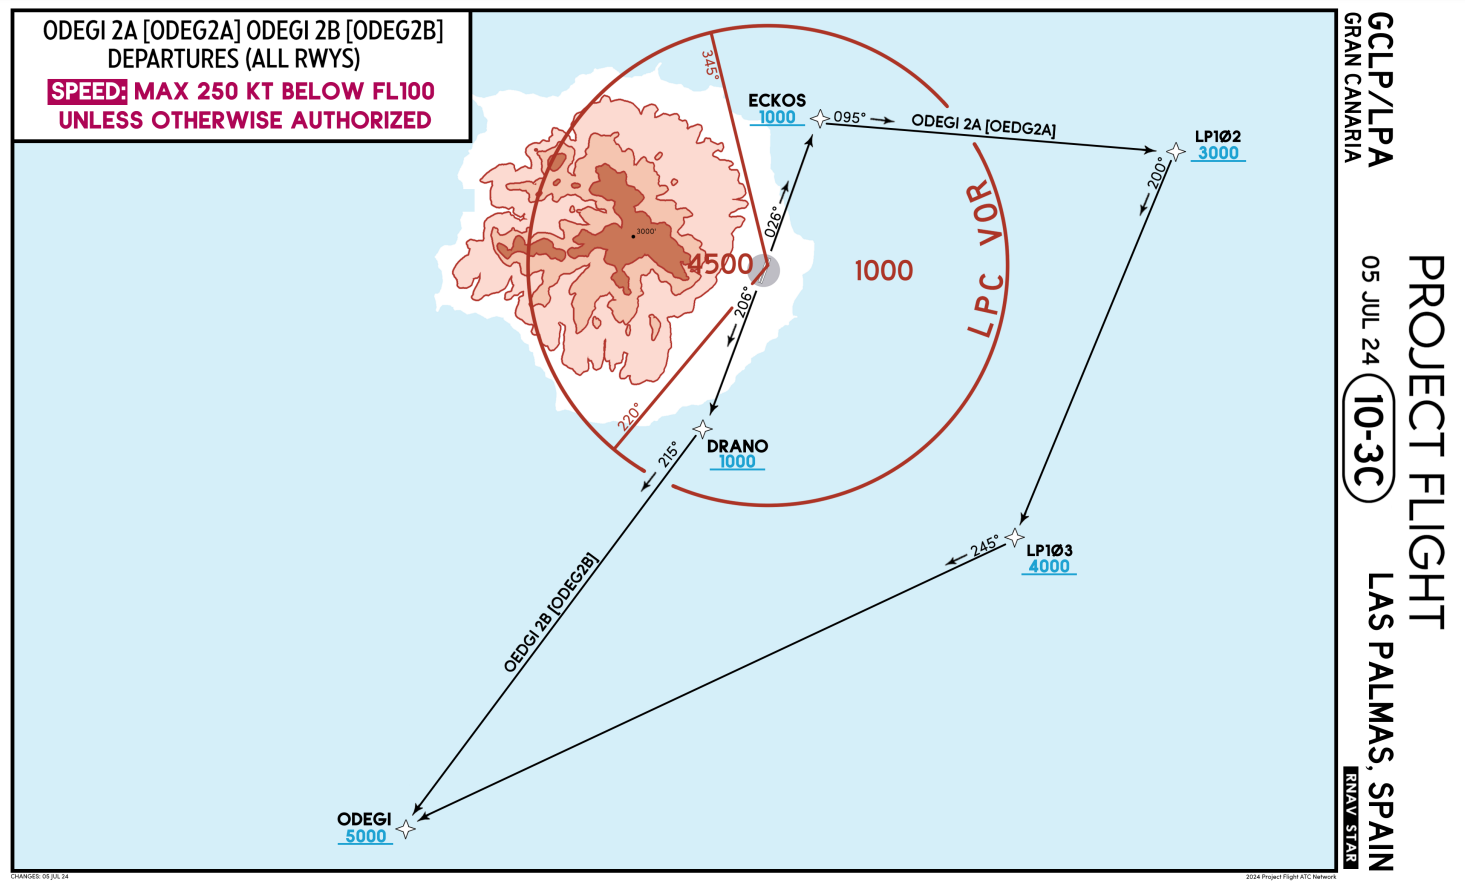 ODEGI 2A [ODEG2A] ODEGI 2B [ODEG2B]
DEPARTURES (ALL RWYS)
SPEED: MAX 250 KT BELOW FL100
UNLESS OTHERWISE AUTHORIZED
345°
ECKOS
1000
095°
ODEGI 2A [OEDG2A]
LP1Ø2
3000
200°
026°
3000'
4500
1000
LPC VOR
206°
220°
DRANO
1000
215°
OEDGI 2B [ODEG2B]
245°
LP1Ø3
4000
ODEGI
5000
GCLP/LPA
GRAN CANARIA
05 JUL 24
10-3C
PROJECT FLIGHT
LAS PALMAS, SPAIN
RNAV STAR
CHANGES: 05 JUL 24
2024 Project Flight ATC Network